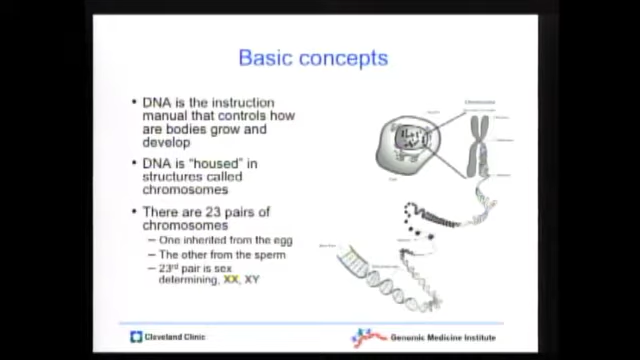 Basic concepts
• DNA is the instruction
manual that controls how
are bodies grow and
develop
• DNA is “housed” in
structures called
chromosomes
• There are 23 pairs of
chromosomes
– One inherited from the egg
– The other from the sperm
– 23rd pair is sex
determining, XX, XY
Chromosome
Cell
Cleveland Clinic
Genomic Medicine Institute